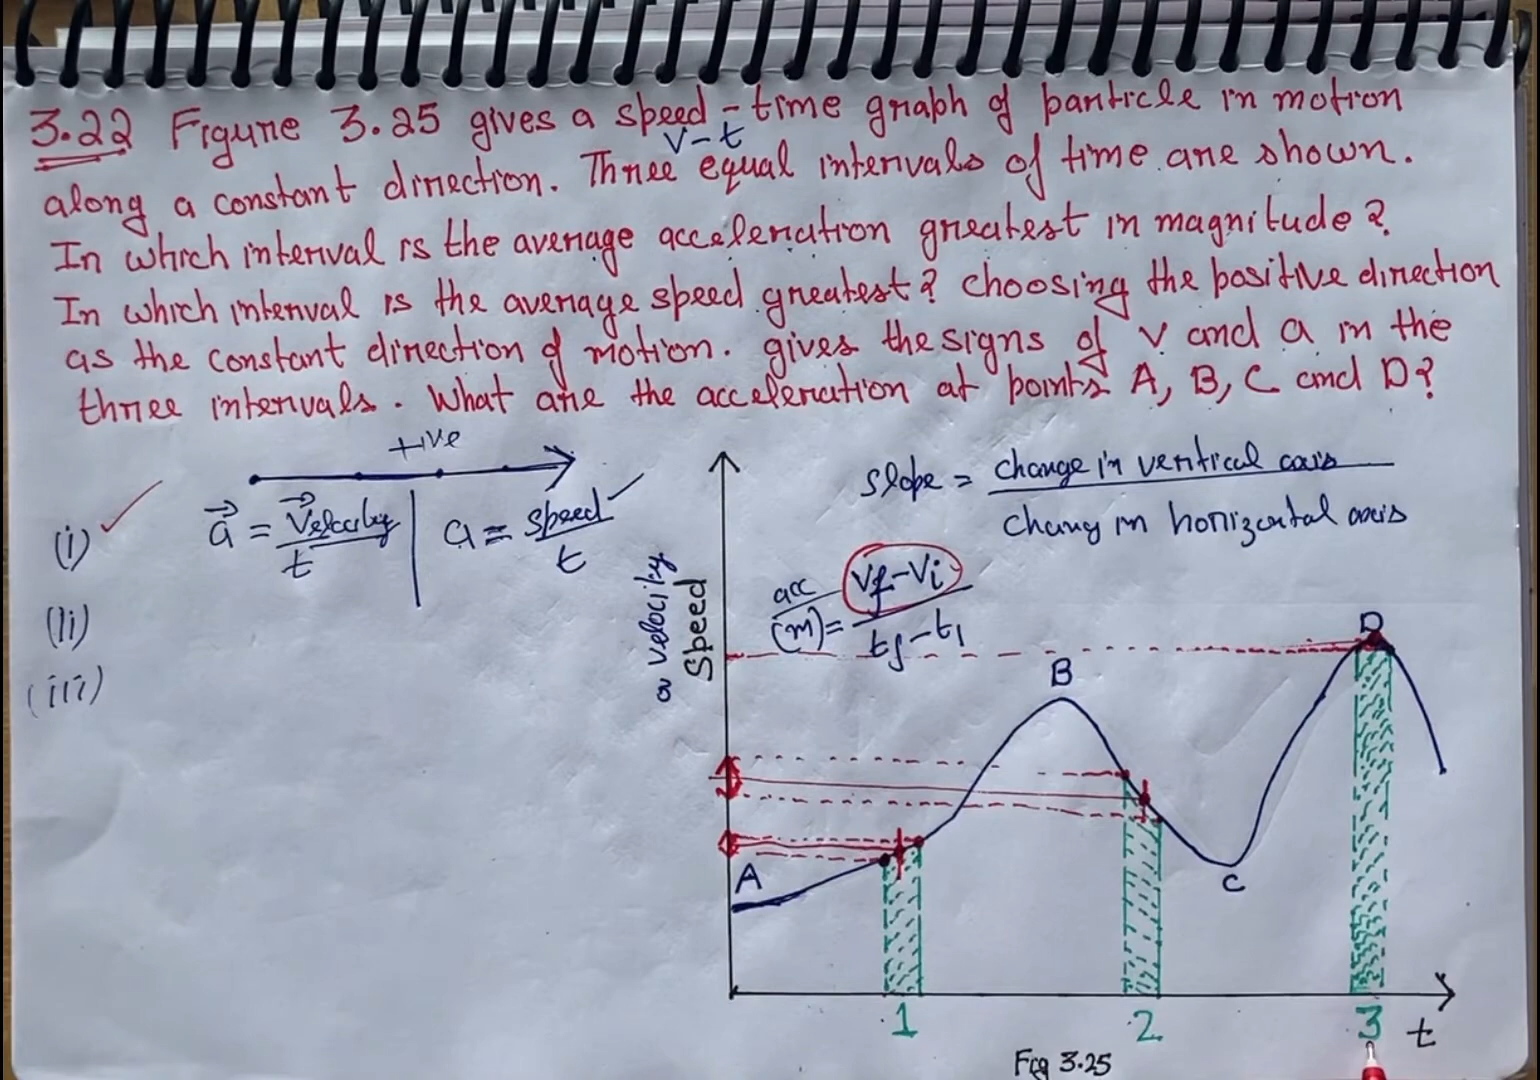 3.22 Figure 3.25 gives a speed-time graph of particle in motion
v-t
along a constant direction. Three equal intervals of time are shown.
In which interval is the average acceleration greatest in magnitude?
In which interval is the average speed greatest? choosing the positive direction
as the constant direction of motion. gives the signs of v and a in the
three intervals. What are the acceleration at points A, B, C and D?
+ive
(i)
a = Velocity / t
a = speed / t
slope = change in vertical axis / chang in horizontal axis
(ii)
(iii)
acc (m) = Vf-Vi / tf-t1
or velocity
Speed
A
B
C
D
1
2
3
t
Fig 3.25